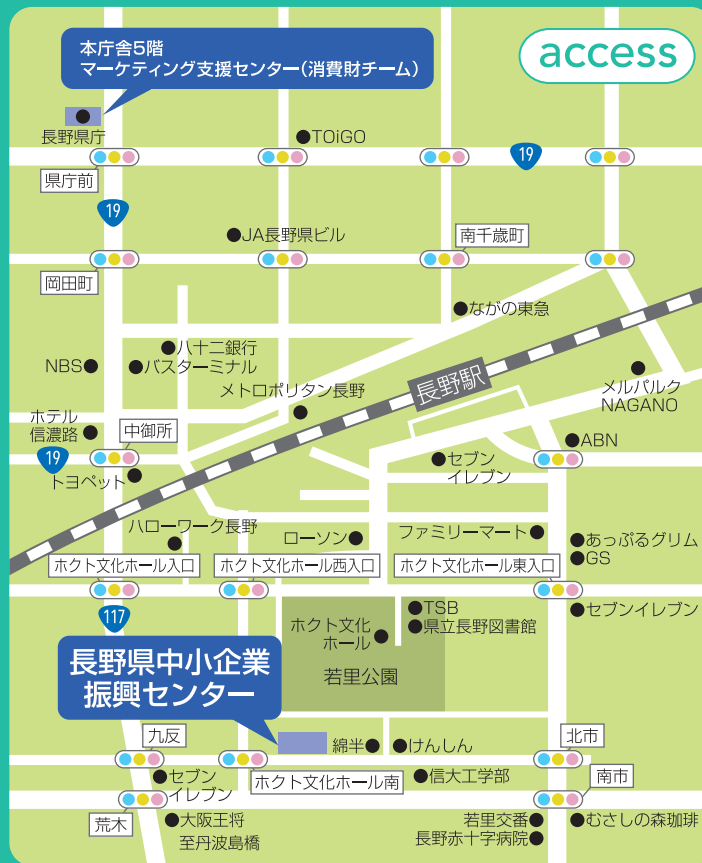 本庁舎5階
マーケティング支援センター(消費財チーム)
access
長野県庁
TOiGO
19
県庁前
19
JA長野県ビル
南千歳町
岡田町
ながの東急
八十二銀行
NBS
バスターミナル
メトロポリタン長野
長野駅
メルパルク
NAGANO
ホテル
信濃路
中御所
ABN
19
トヨペット
セブン
イレブン
ハローワーク長野
ローソン
ファミリーマート
あっぷるグリム
GS
ホクト文化ホール入口
ホクト文化ホール西入口
ホクト文化ホール東入口
117
TSB
セブンイレブン
県立長野図書館
ホクト文化
ホール
若里公園
長野県中小企業
振興センター
九反
綿半
けんしん
北市
セブン
イレブン
ホクト文化ホール南
信大工学部
南市
荒木
大阪王将
至丹波島橋
若里交番
むさしの森珈琲
長野赤十字病院